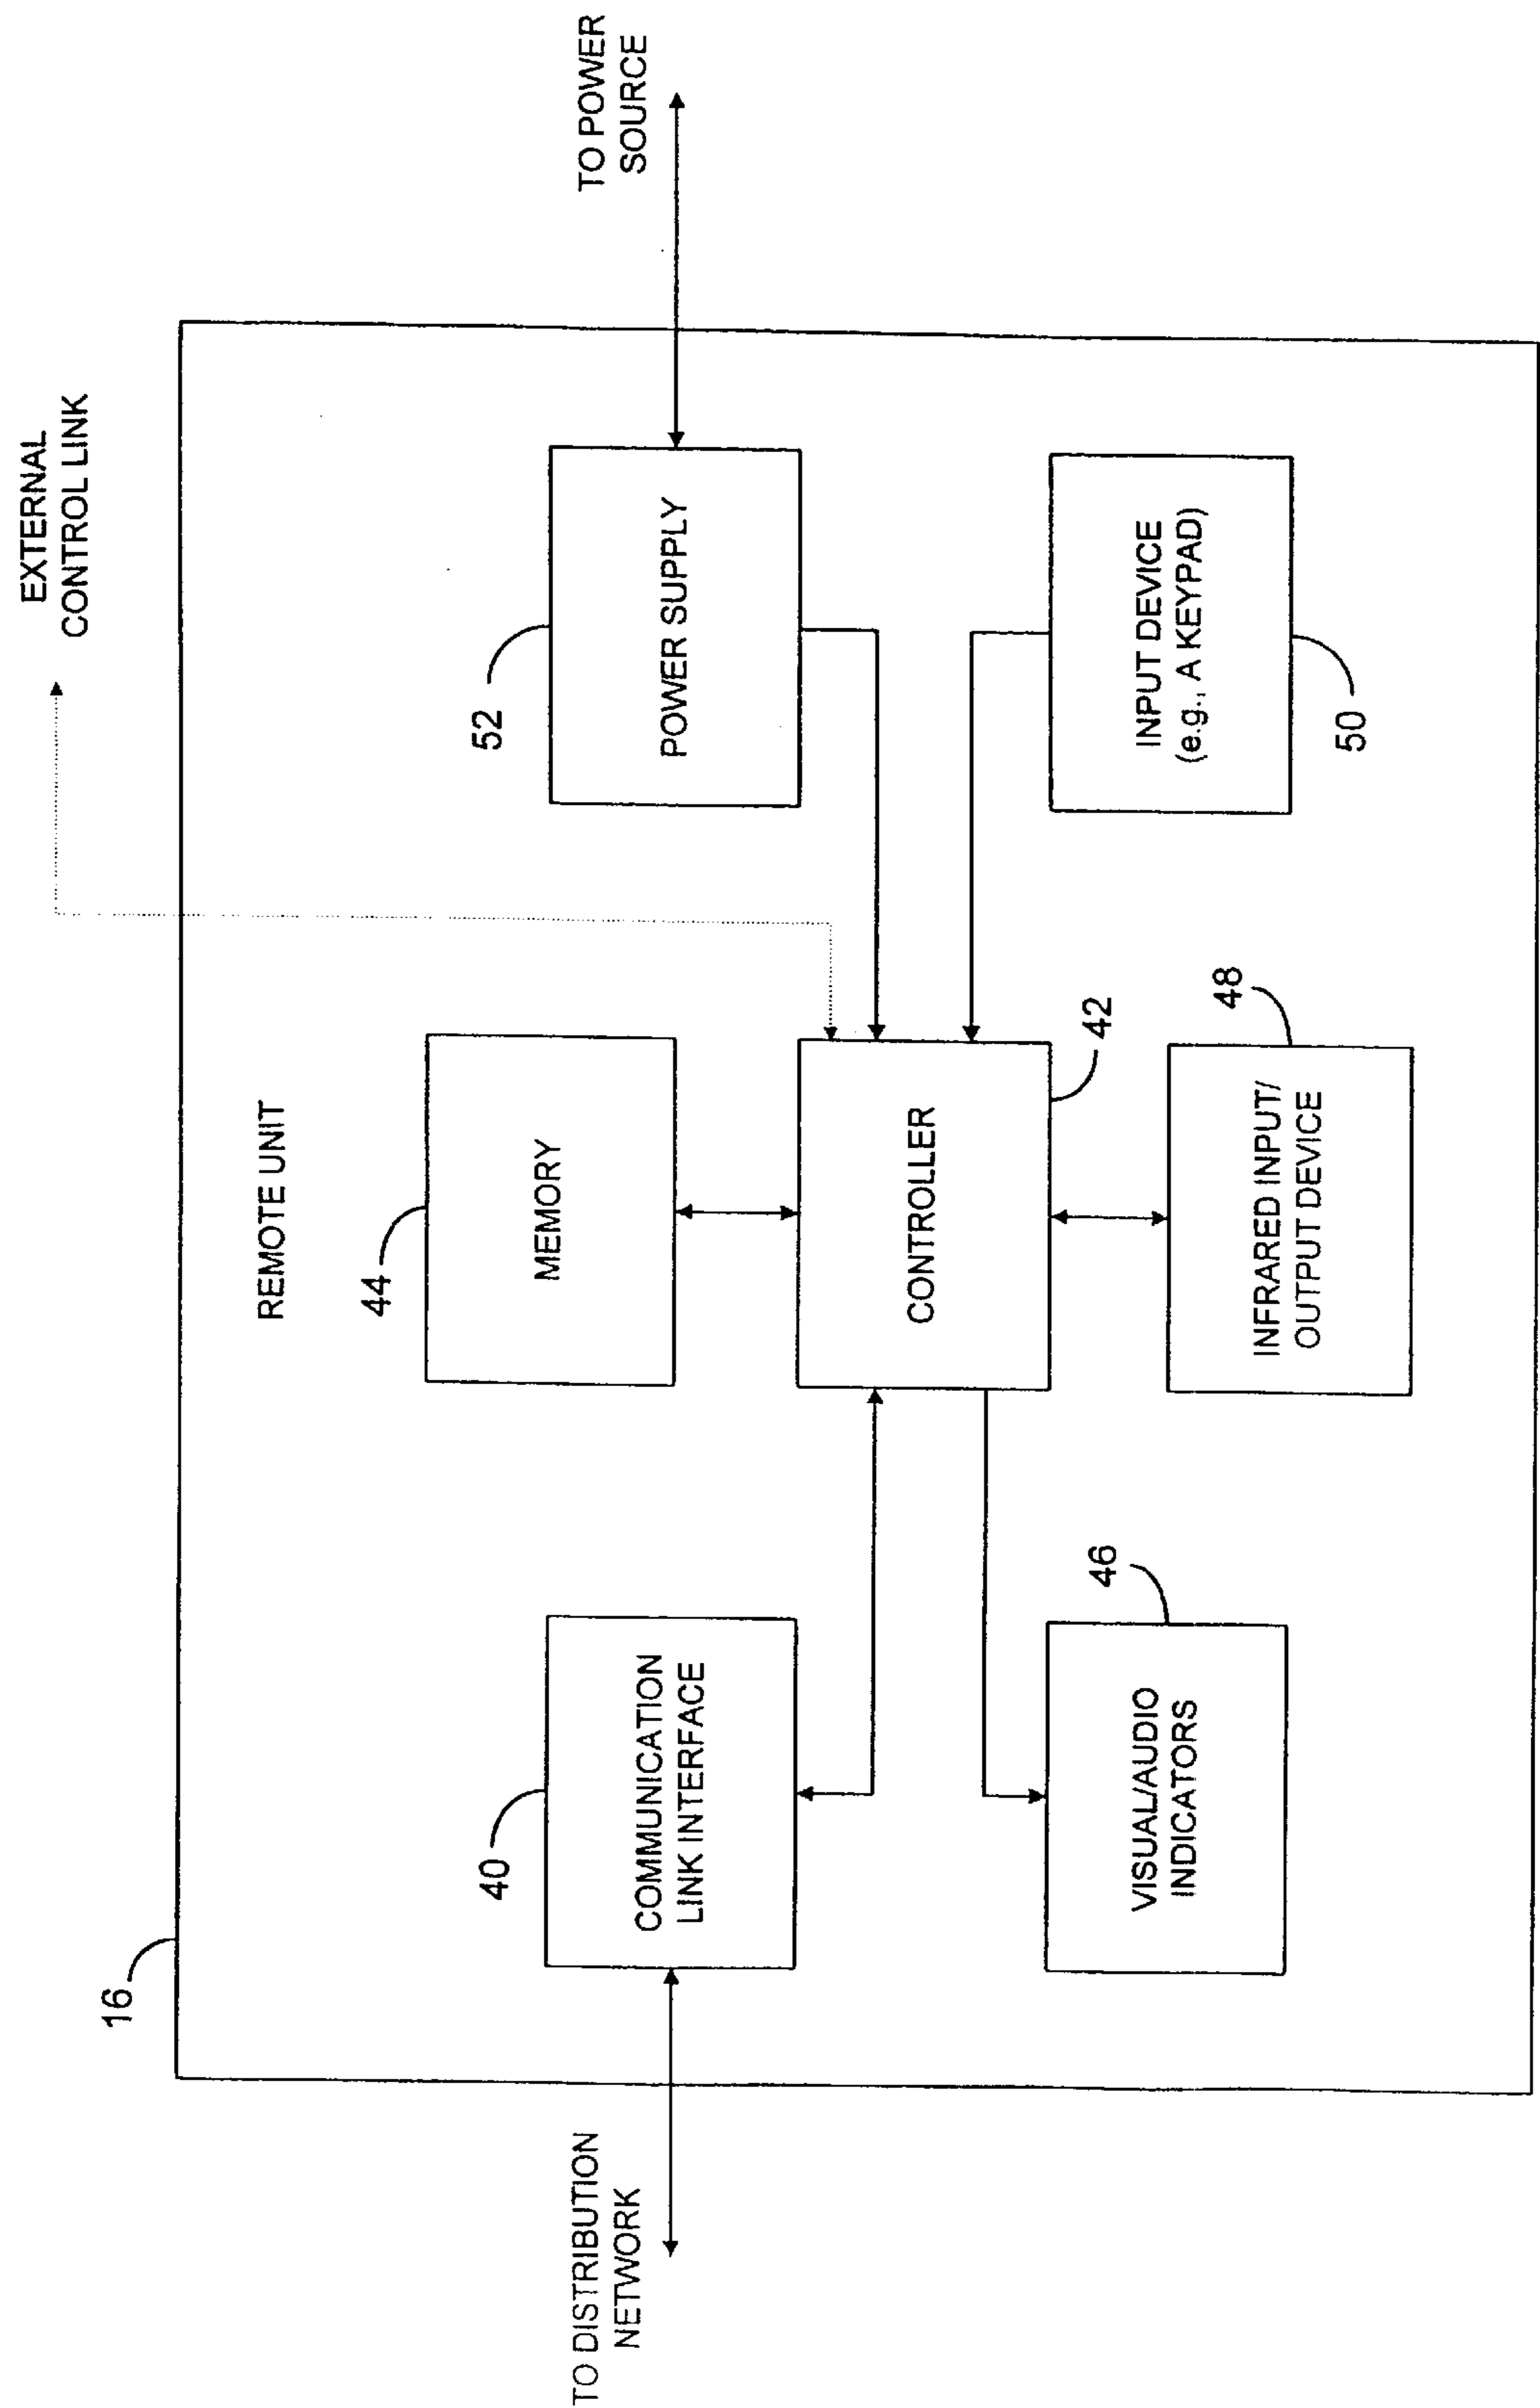 EXTERNAL
CONTROL LINK
16
REMOTE UNIT
44
40
52
COMMUNICATION
LINK INTERFACE
MEMORY
POWER SUPPLY
TO DISTRIBUTION
NETWORK
TO POWER
SOURCE
CONTROLLER
42
46
48
VISUAL/AUDIO
INDICATORS
INFRARED INPUT/
OUTPUT DEVICE
INPUT DEVICE
(e.g., A KEYPAD)
50